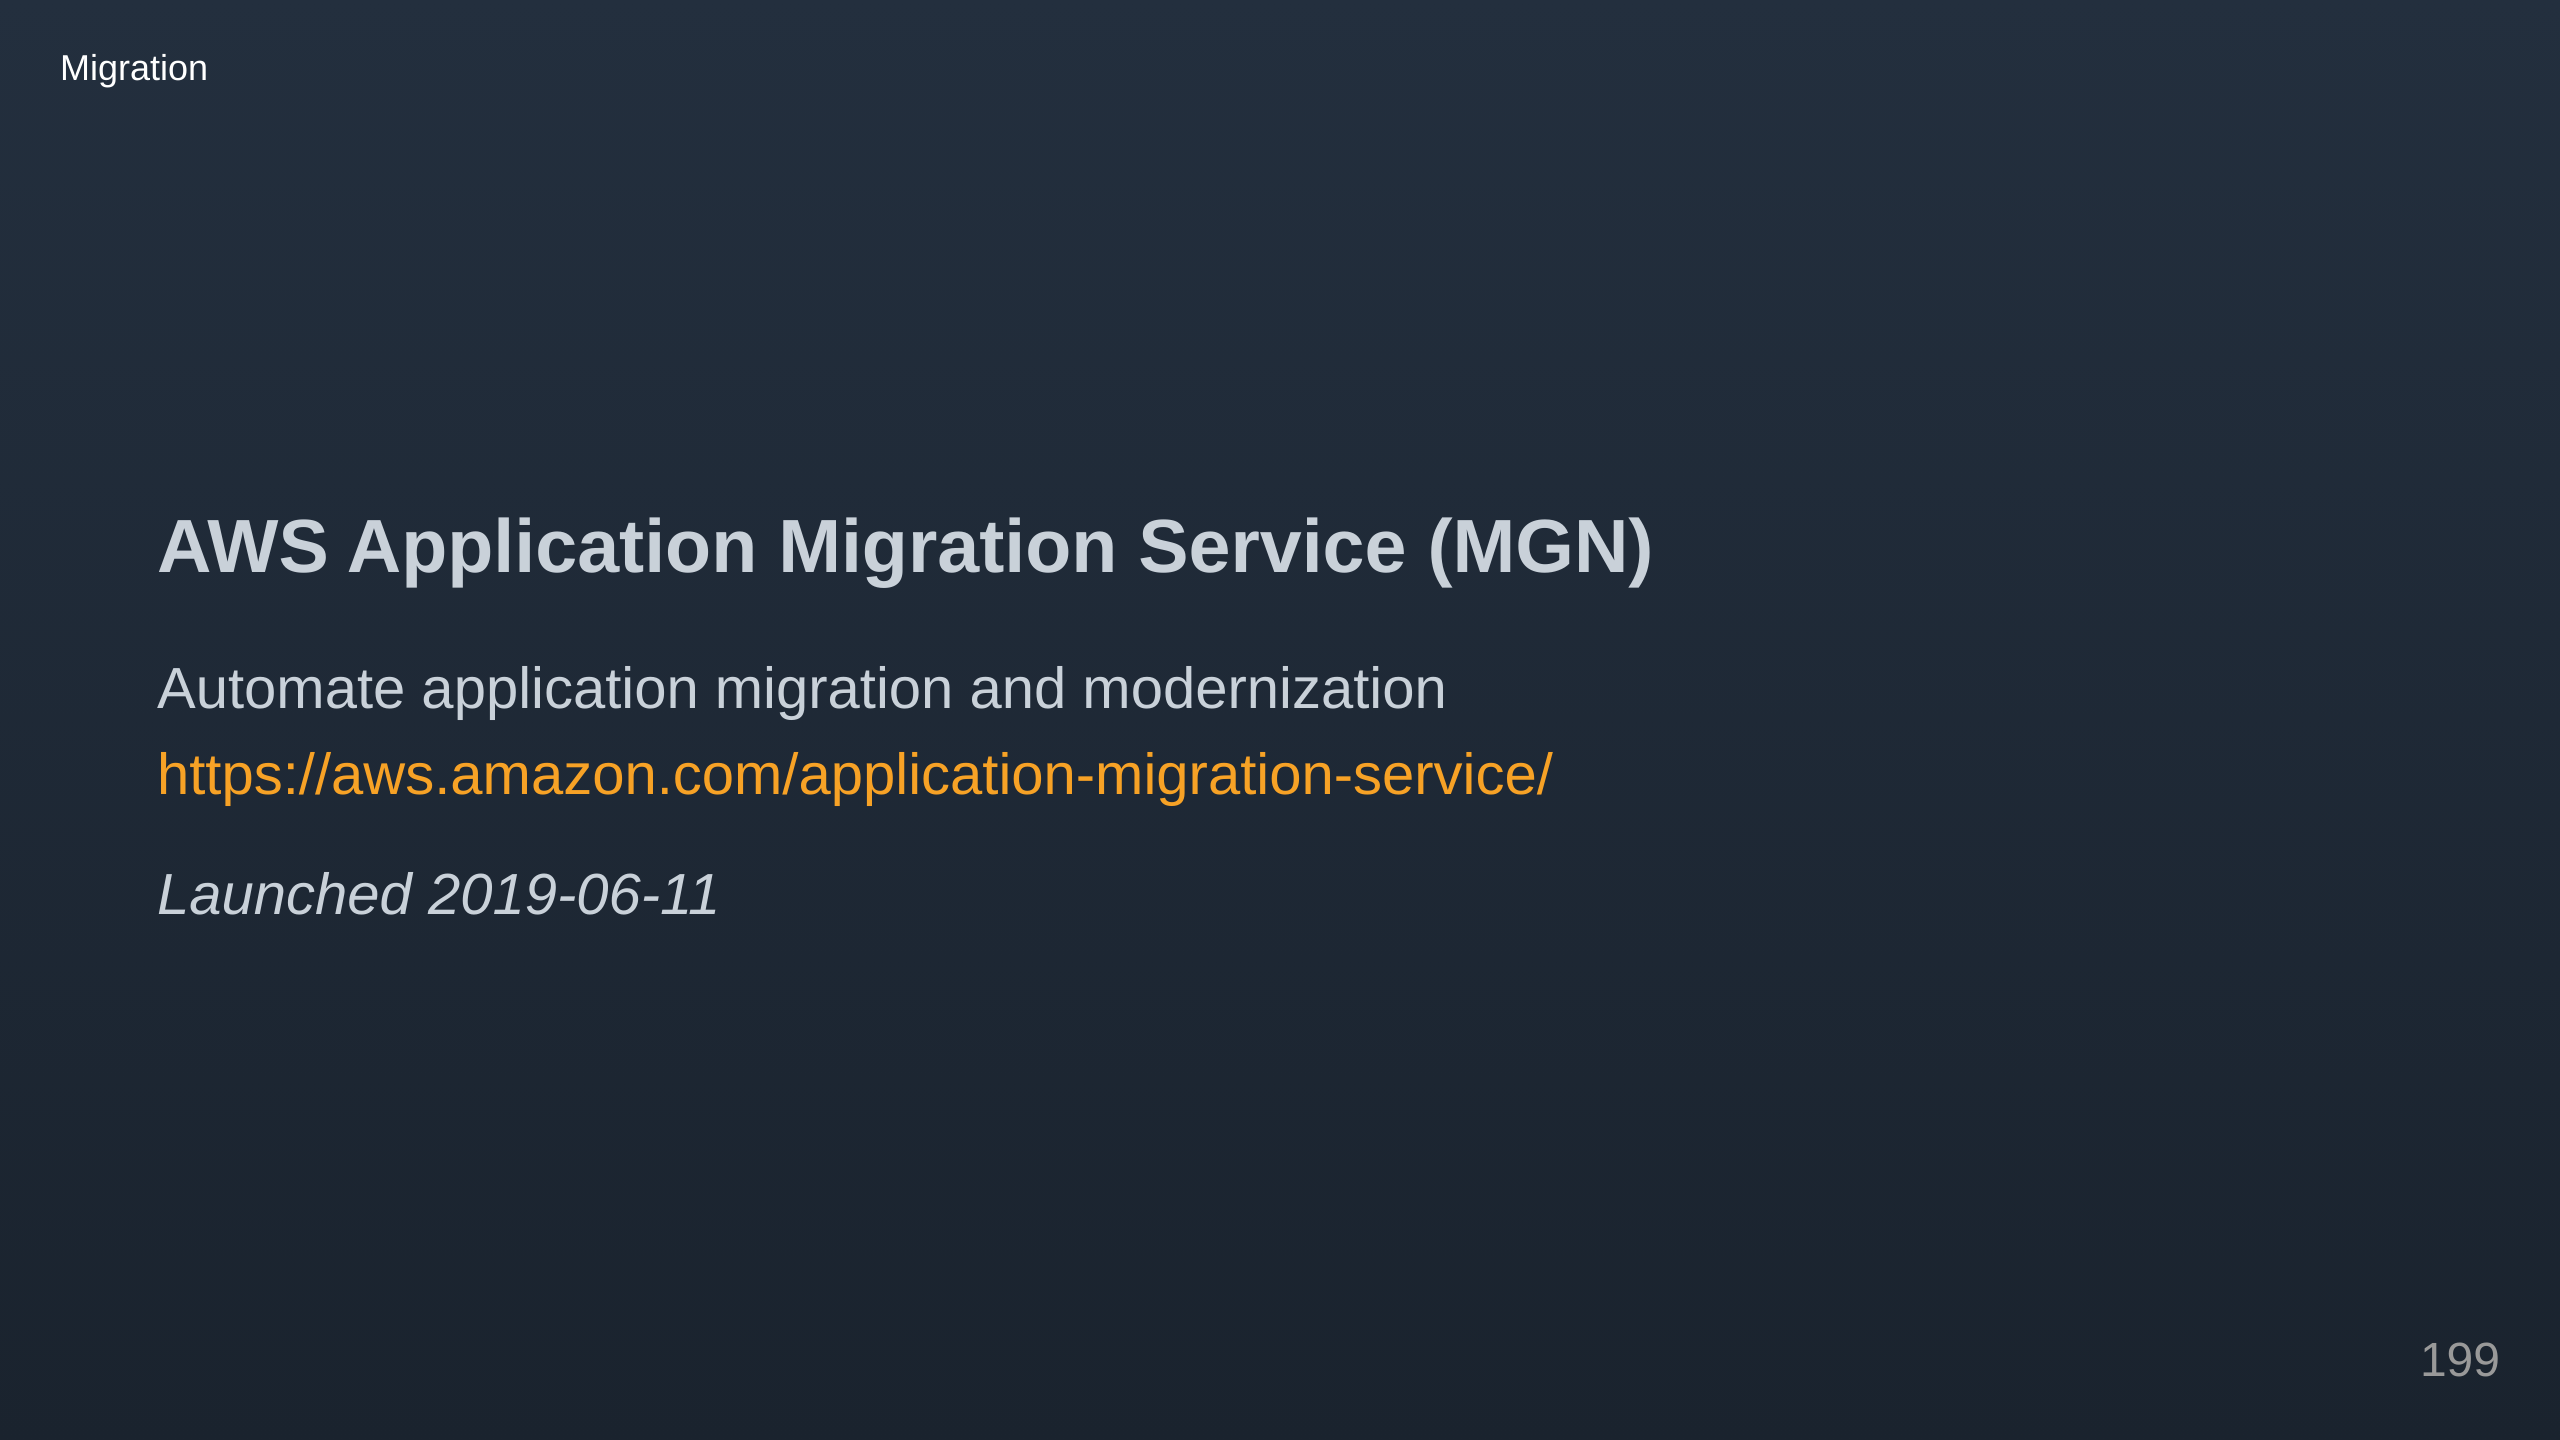 Migration
AWS Application Migration Service (MGN)
Automate application migration and modernization
https://aws.amazon.com/application-migration-service/
Launched 2019-06-11
199